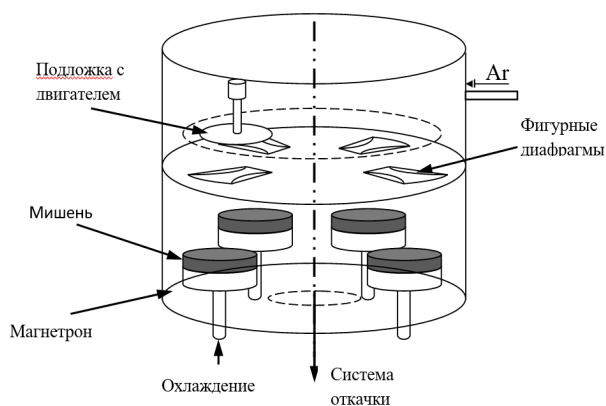 Подложка с
двигателем
Ar
Фигурные
диафрагмы
Мишень
Магнетрон
Охлаждение
Система
откачки